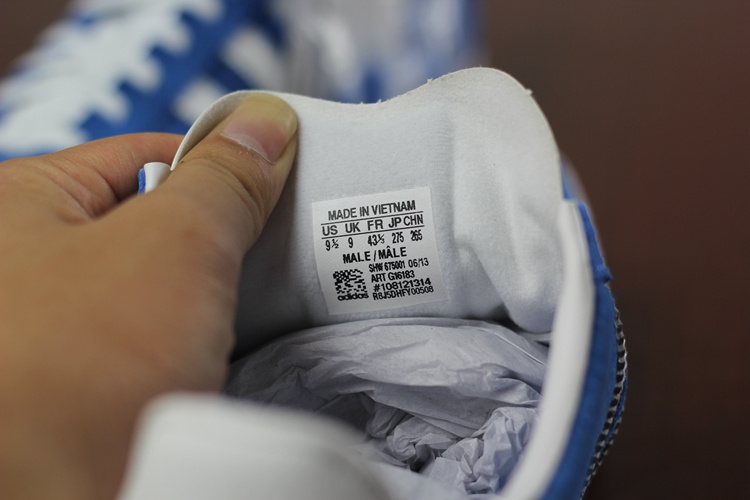 MADE IN VIETNAM
US UK FR JP CHN
9½ 9 43⅓ 275 265
MALE / MÂLE
SHW 675001 06/13
ART G16183
#108121314
R8J5DHFY00508
adidas